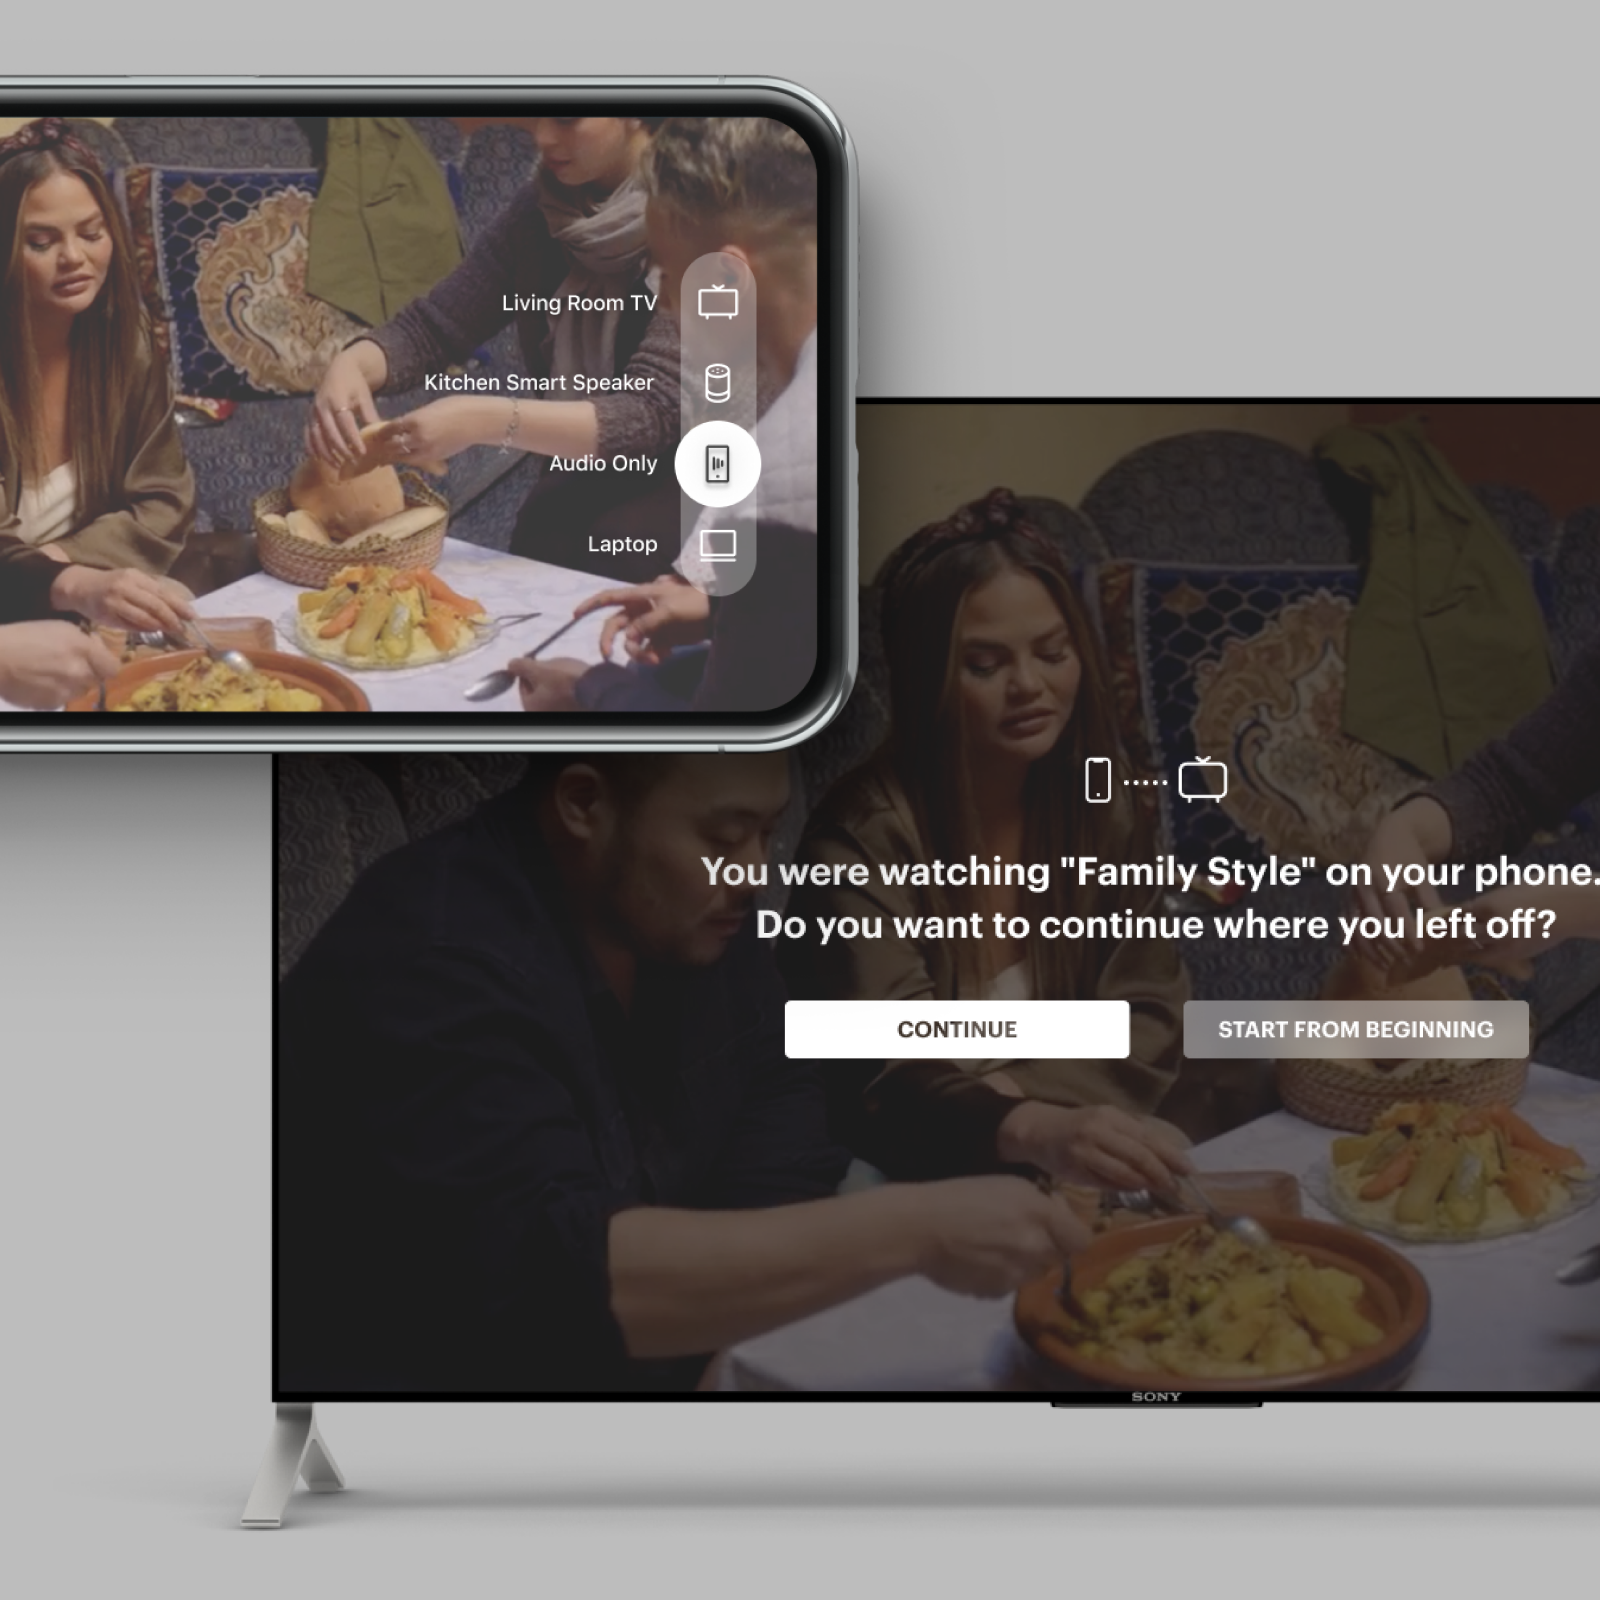 Living Room TV
Kitchen Smart Speaker
Audio Only
Laptop
You were watching "Family Style" on your phone.
Do you want to continue where you left off?
CONTINUE
START FROM BEGINNING
SONY